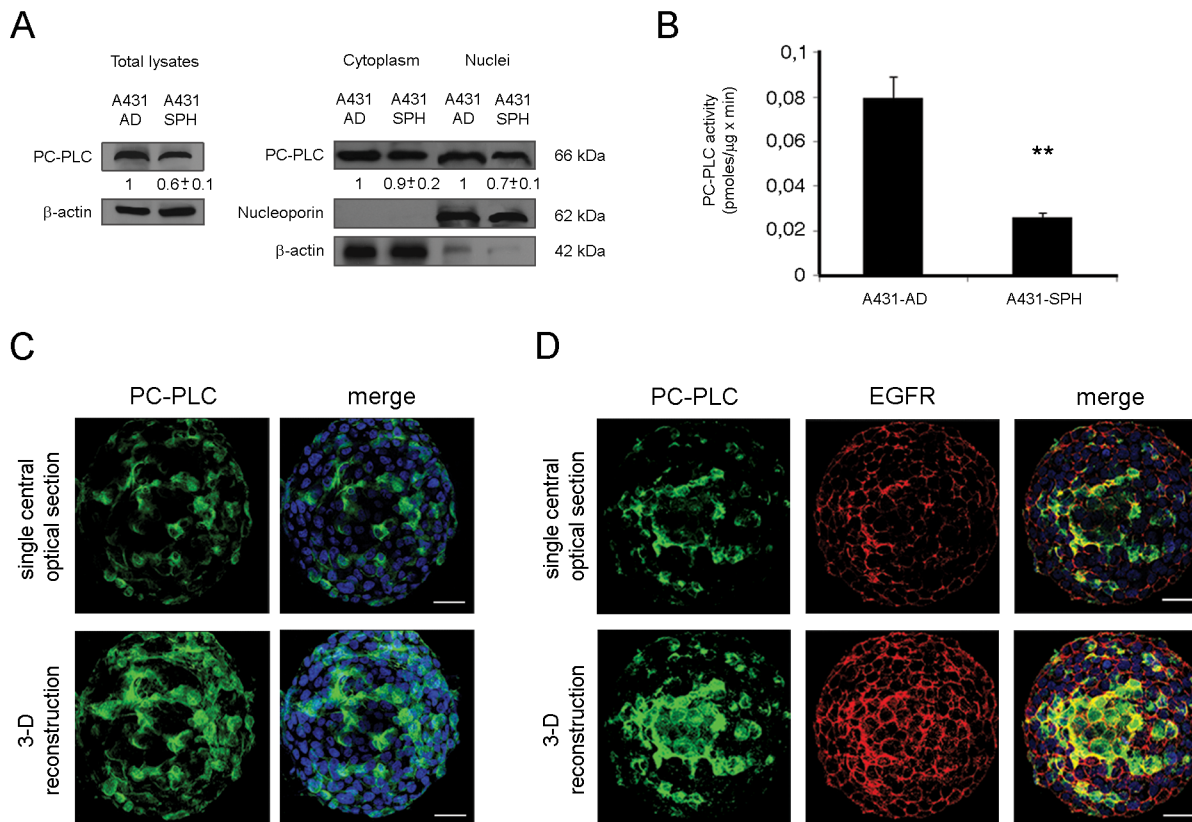 A
Total lysates
A431 AD
A431 SPH
PC-PLC
1 0.6±0.1
β-actin
Cytoplasm Nuclei
A431 AD
A431 SPH
A431 AD
A431 SPH
PC-PLC 66 kDa
1 0.9±0.2 1 0.7±0.1
Nucleoporin 62 kDa
β-actin 42 kDa
B
PC-PLC activity
(pmoles/µg x min)
0,1
0,08
0,06
0,04
0,02
0
**
A431-AD A431-SPH
C
PC-PLC merge
single central
optical section
3-D
reconstruction
D
PC-PLC EGFR merge
single central
optical section
3-D
reconstruction